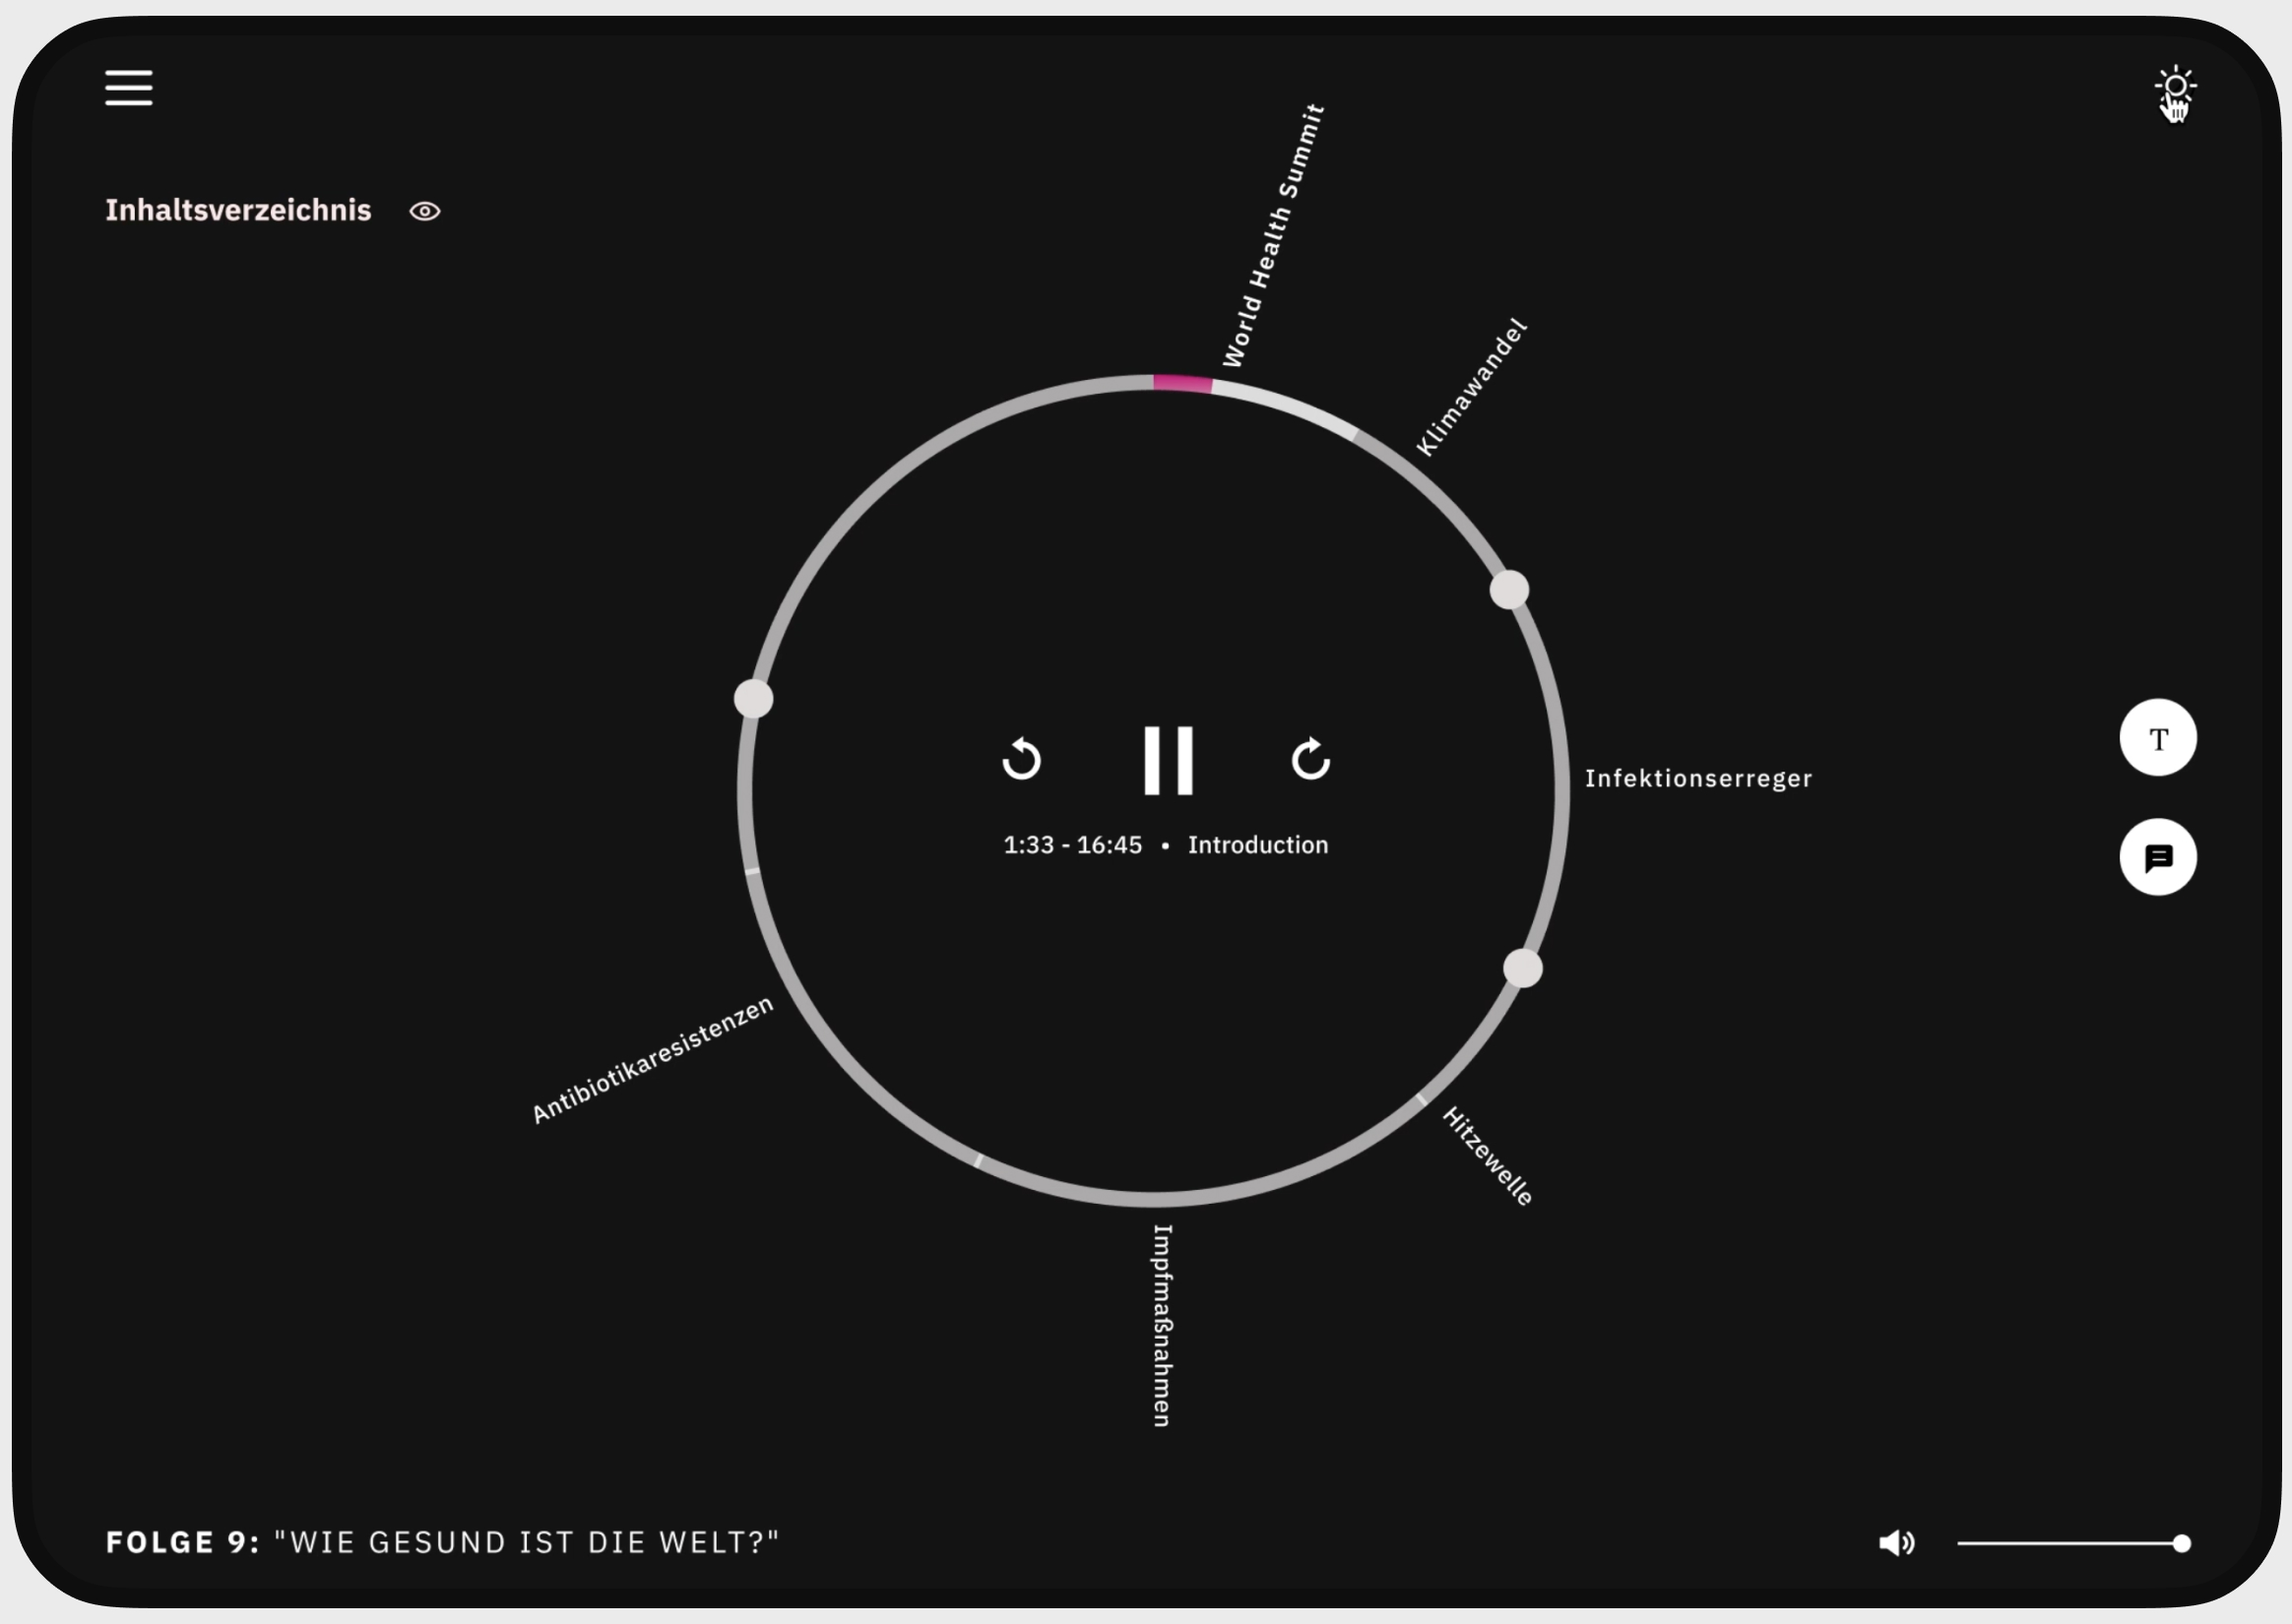 Inhaltsverzeichnis
World Health Summit
Klimawandel
Infektionserreger
T
1:33 - 16:45 • Introduction
Hitzewelle
Impfmaßnahmen
Antibiotikaresistenzen
FOLGE 9: "WIE GESUND IST DIE WELT?"